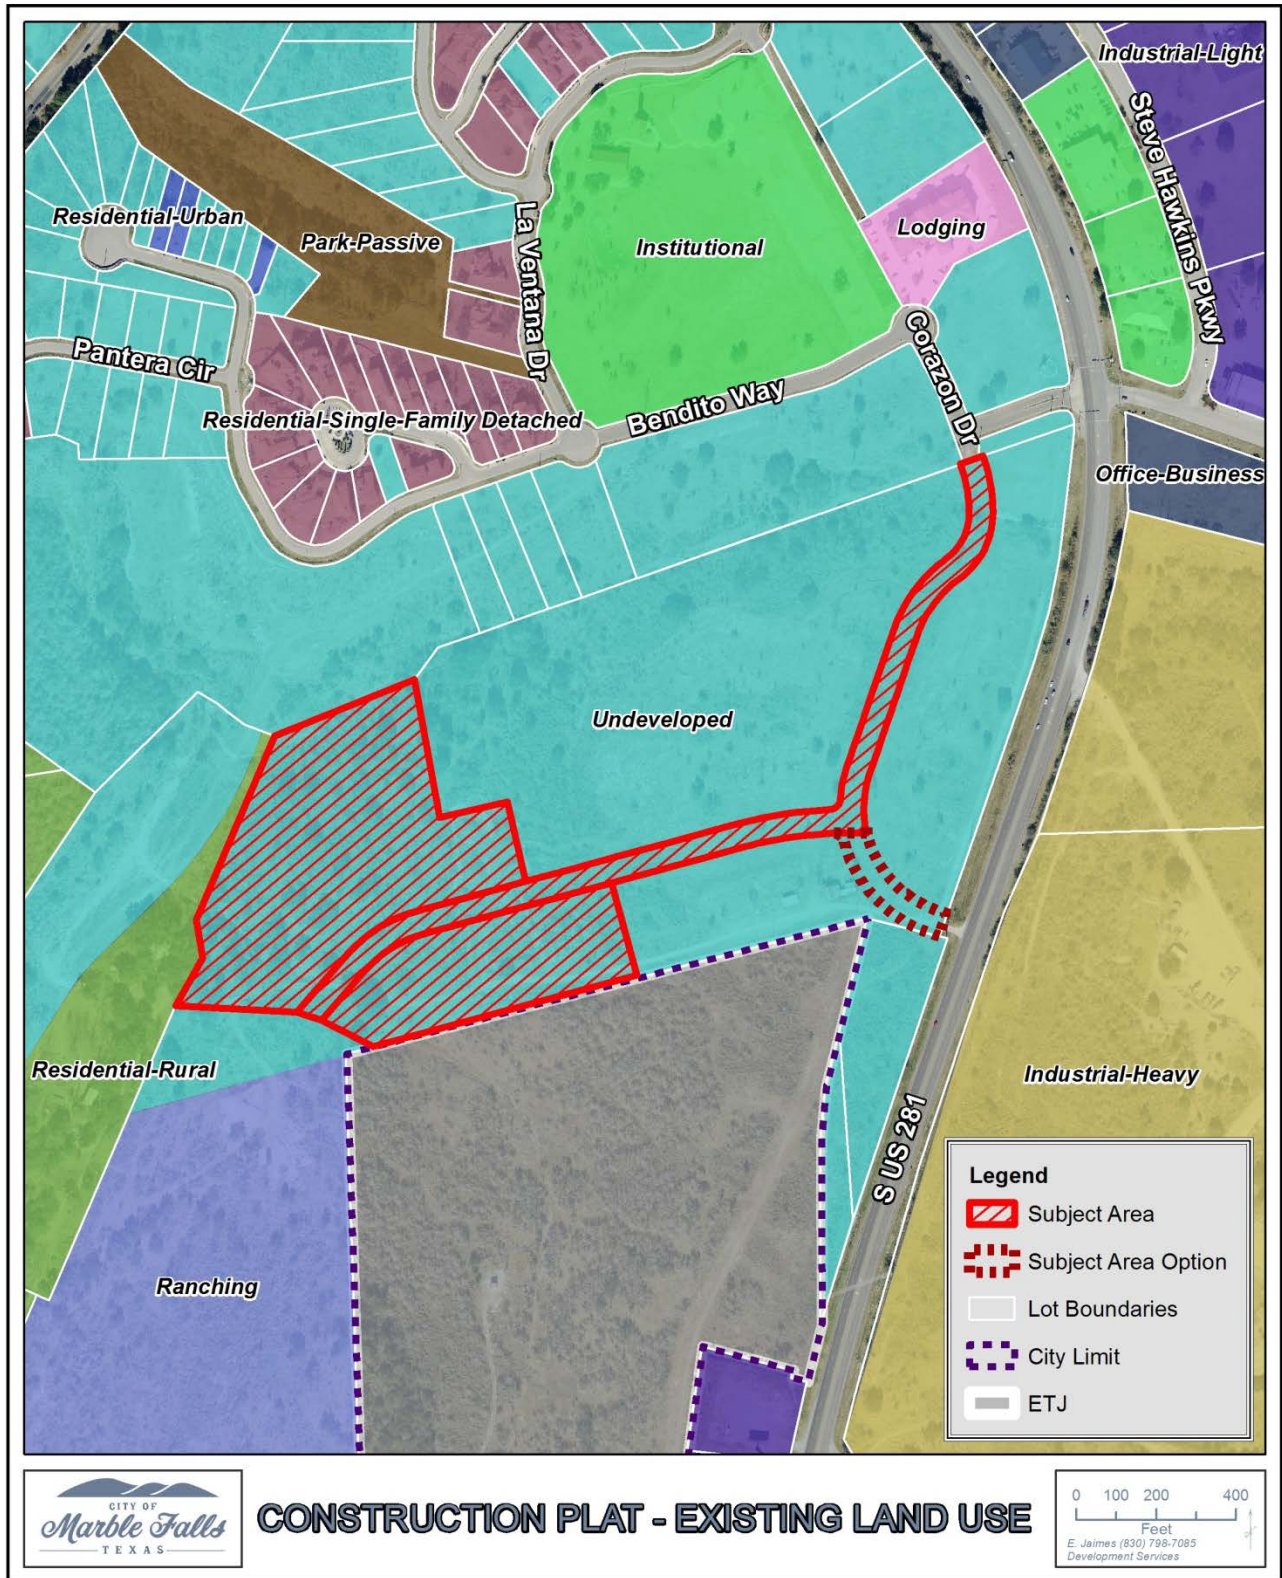 Industrial-Light
Steve Hawkins Pkwy
Residential-Urban
Park-Passive
La Ventana Dr
Institutional
Lodging
Pantera Cir
Corazon Dr
Residential-Single-Family Detached
Bendito Way
Office-Business
Undeveloped
Residential-Rural
Industrial-Heavy
S US 281
Ranching
Legend
Subject Area
Subject Area Option
Lot Boundaries
City Limit
ETJ
CITY OF
Marble Falls
TEXAS
CONSTRUCTION PLAT - EXISTING LAND USE
0 100 200 400
Feet
E. Jaimes (830) 798-7085
Development Services